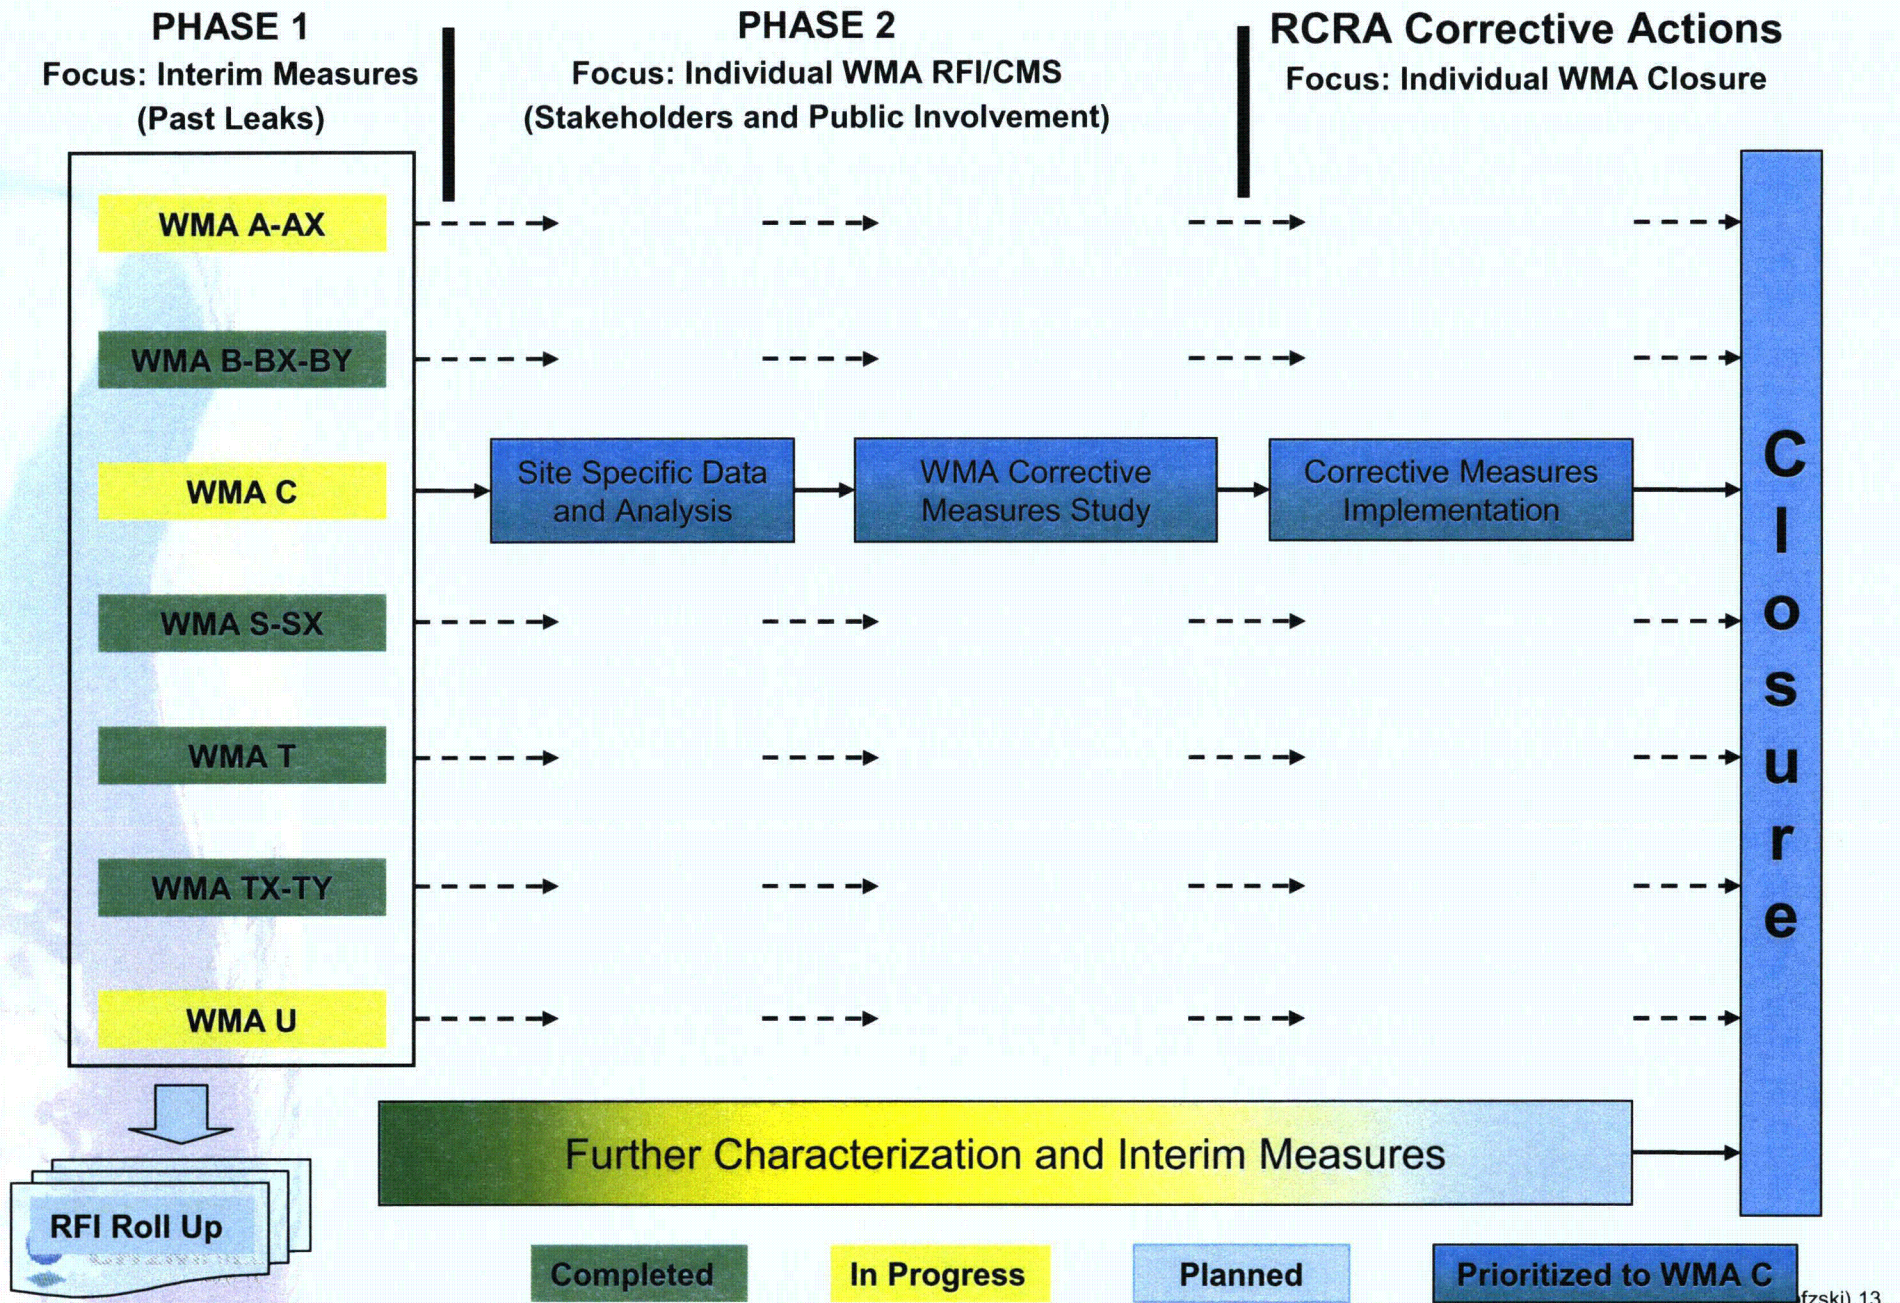 PHASE 1
Focus: Interim Measures
(Past Leaks)
PHASE 2
Focus: Individual WMA RFI/CMS
(Stakeholders and Public Involvement)
RCRA Corrective Actions
Focus: Individual WMA Closure
WMA A-AX
WMA B-BX-BY
WMA C
Site Specific Data
and Analysis
WMA Corrective
Measures Study
Corrective Measures
Implementation
WMA S-SX
WMA T
WMA TX-TY
WMA U
Closure
Further Characterization and Interim Measures
RFI Roll Up
Completed
In Progress
Planned
Prioritized to WMA C
13